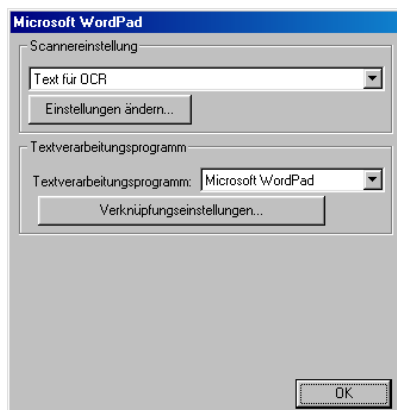 Microsoft WordPad
Scannereinstellung
Text für OCR
Einstellungen ändern...
Textverarbeitungsprogramm
Textverarbeitungsprogramm: Microsoft WordPad
Verknüpfungseinstellungen...
OK